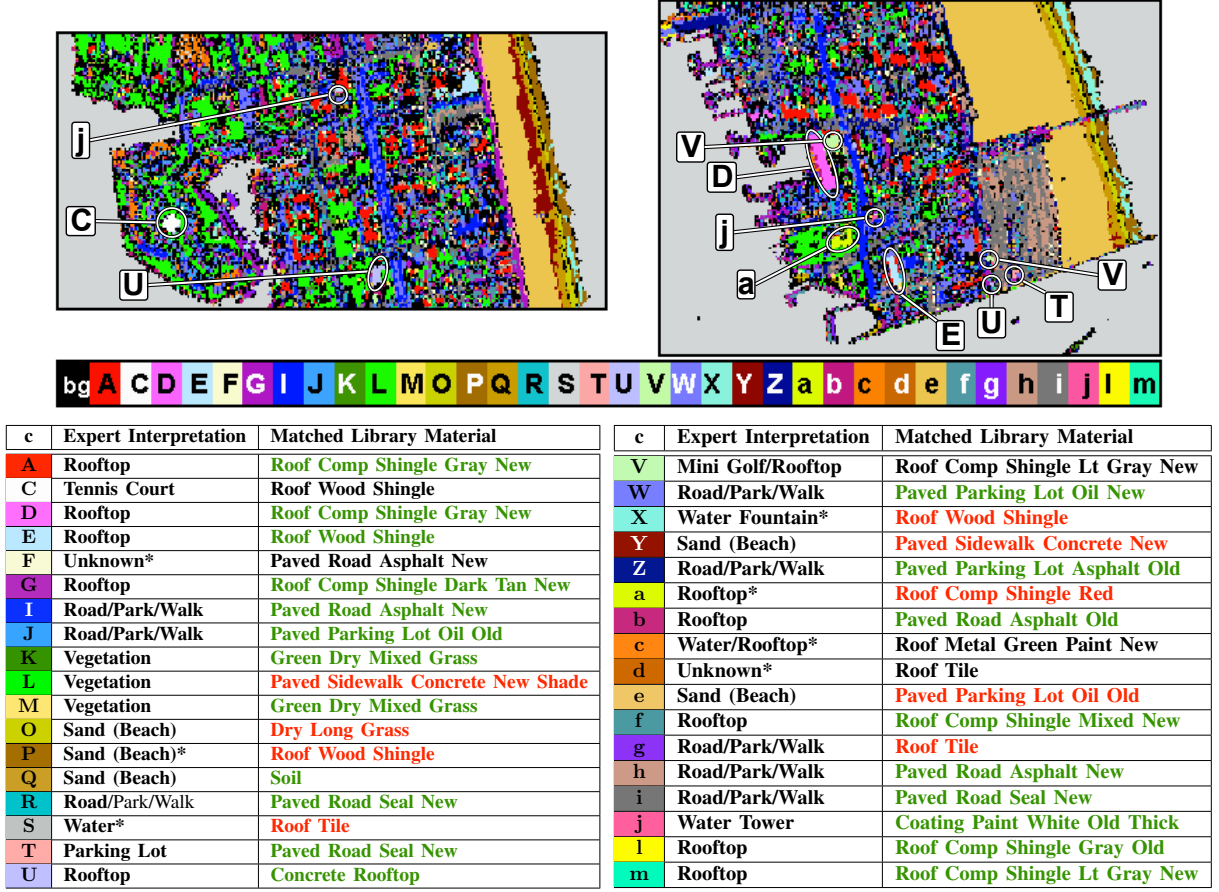 j
C
U
V
D
j
a
E
U
T
V
bg A C D E F G I J K L M O P Q R S T U V W X Y Z a b c d e f g h i j l m
c Expert Interpretation Matched Library Material
A Rooftop Roof Comp Shingle Gray New
C Tennis Court Roof Wood Shingle
D Rooftop Roof Comp Shingle Gray New
E Rooftop Roof Wood Shingle
F Unknown* Paved Road Asphalt New
G Rooftop Roof Comp Shingle Dark Tan New
I Road/Park/Walk Paved Road Asphalt New
J Road/Park/Walk Paved Parking Lot Oil Old
K Vegetation Green Dry Mixed Grass
L Vegetation Paved Sidewalk Concrete New Shade
M Vegetation Green Dry Mixed Grass
O Sand (Beach) Dry Long Grass
P Sand (Beach)* Roof Wood Shingle
Q Sand (Beach) Soil
R Road/Park/Walk Paved Road Seal New
S Water* Roof Tile
T Parking Lot Paved Road Seal New
U Rooftop Concrete Rooftop
c Expert Interpretation Matched Library Material
V Mini Golf/Rooftop Roof Comp Shingle Lt Gray New
W Road/Park/Walk Paved Parking Lot Oil New
X Water Fountain* Roof Wood Shingle
Y Sand (Beach) Paved Sidewalk Concrete New
Z Road/Park/Walk Paved Parking Lot Asphalt Old
a Rooftop* Roof Comp Shingle Red
b Rooftop Paved Road Asphalt Old
c Water/Rooftop* Roof Metal Green Paint New
d Unknown* Roof Tile
e Sand (Beach) Paved Parking Lot Oil Old
f Rooftop Roof Comp Shingle Mixed New
g Road/Park/Walk Roof Tile
h Road/Park/Walk Paved Road Asphalt New
i Road/Park/Walk Paved Road Seal New
j Water Tower Coating Paint White Old Thick
l Rooftop Roof Comp Shingle Gray Old
m Rooftop Roof Comp Shingle Lt Gray New